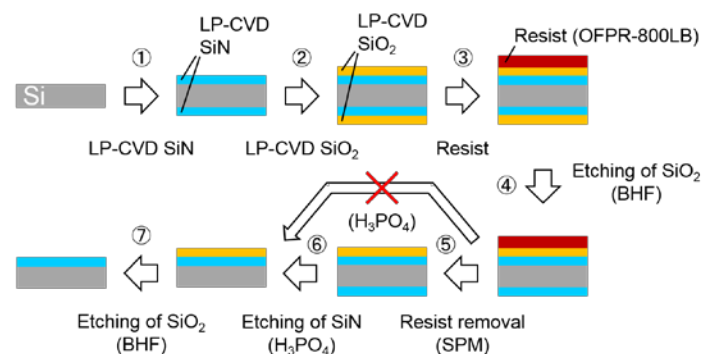 LP-CVD
SiN
LP-CVD
SiO₂
Resist (OFPR-800LB)
①
②
③
Si
LP-CVD SiN
LP-CVD SiO₂
Resist
④
Etching of SiO₂
(BHF)
(H₃PO₄)
⑦
⑥
⑤
Etching of SiO₂
(BHF)
Etching of SiN
(H₃PO₄)
Resist removal
(SPM)